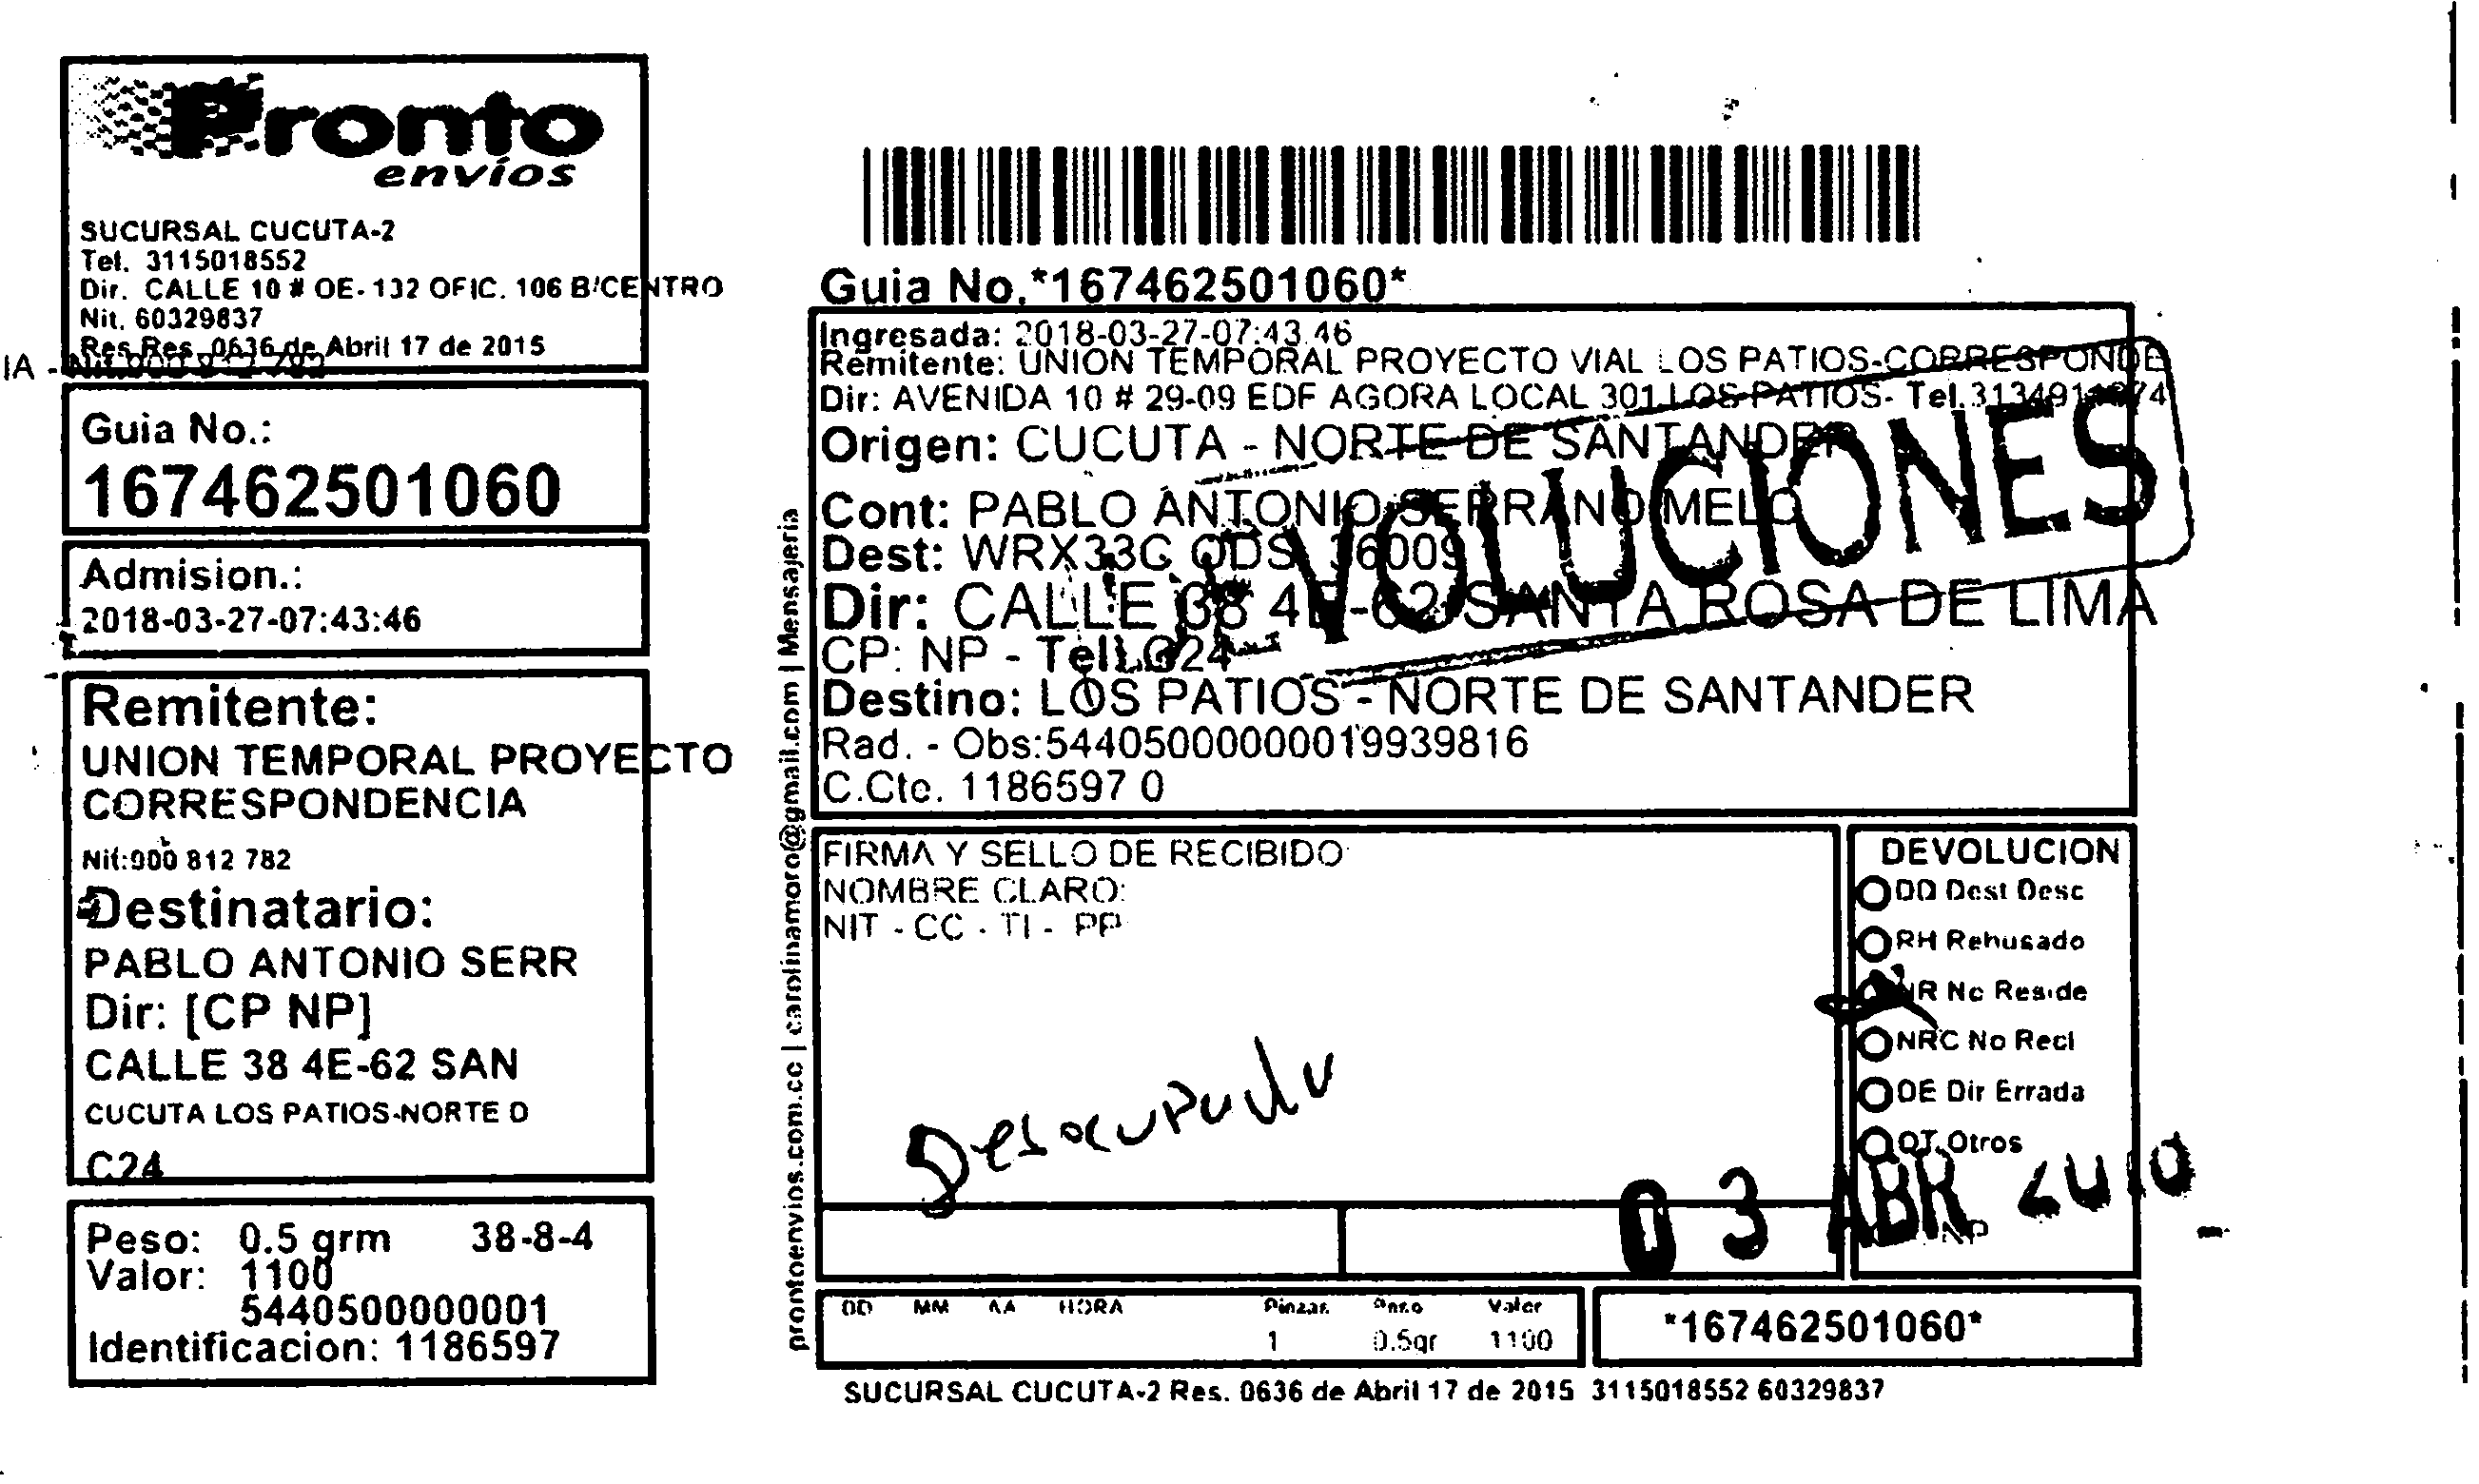 Pronto
envíos
SUCURSAL CUCUTA-2
Tel. 3115018552
Dir. CALLE 10 # OE-132 OFIC. 106 B/CENTRO
Nit. 60329837
Res Res 0636 de Abril 17 de 2015
IA - Nit.900 812 782
Guia No.:
167462501060
Admision.:
2018-03-27-07:43:46
Remitente:
UNION TEMPORAL PROYECTO
CORRESPONDENCIA
Nit:900 812 782
Destinatario:
PABLO ANTONIO SERR
Dir: [CP NP]
CALLE 38 4E-62 SAN
CUCUTA LOS PATIOS-NORTE D
C24
Peso: 0.5 grm 38-8-4
Valor: 1100
5440500000001
Identificacion: 1186597
prontoenvios.com.co | carolinamoro@gmail.com | Mensajeria
Guia No.*167462501060*
Ingresada: 2018-03-27-07:43:46
Remitente: UNION TEMPORAL PROYECTO VIAL LOS PATIOS-CORRESPONDE
Dir: AVENIDA 10 # 29-09 EDF AGORA LOCAL 301 LOS PATIOS- Tel.
Origen: CUCUTA - NORTE DE SANTANDER
Cont: PABLO ANTONIO SERRANO MELO
Dest: WRX33C ODS
Dir: CALLE 38 4E-62 SANTA ROSA DE LIMA
CP: NP - Tel
Destino: LOS PATIOS - NORTE DE SANTANDER
Rad. - Obs:5440500000019939816
C.Cte. 1186597 0
VOLUCIONES
FIRMA Y SELLO DE RECIBIDO
NOMBRE CLARO:
NIT - CC - TI - PP
Desocupado
DEVOLUCION
DD Dest Desc
RH Rehusado
NR No Reside
NRC No Recl
DE Dir Errada
OT Otros
03 ABR
DD MM AA HORA Piezas Peso Valor
1 0.5gr 1100
*167462501060*
SUCURSAL CUCUTA-2 Res. 0636 de Abril 17 de 2015 3115018552 60329837